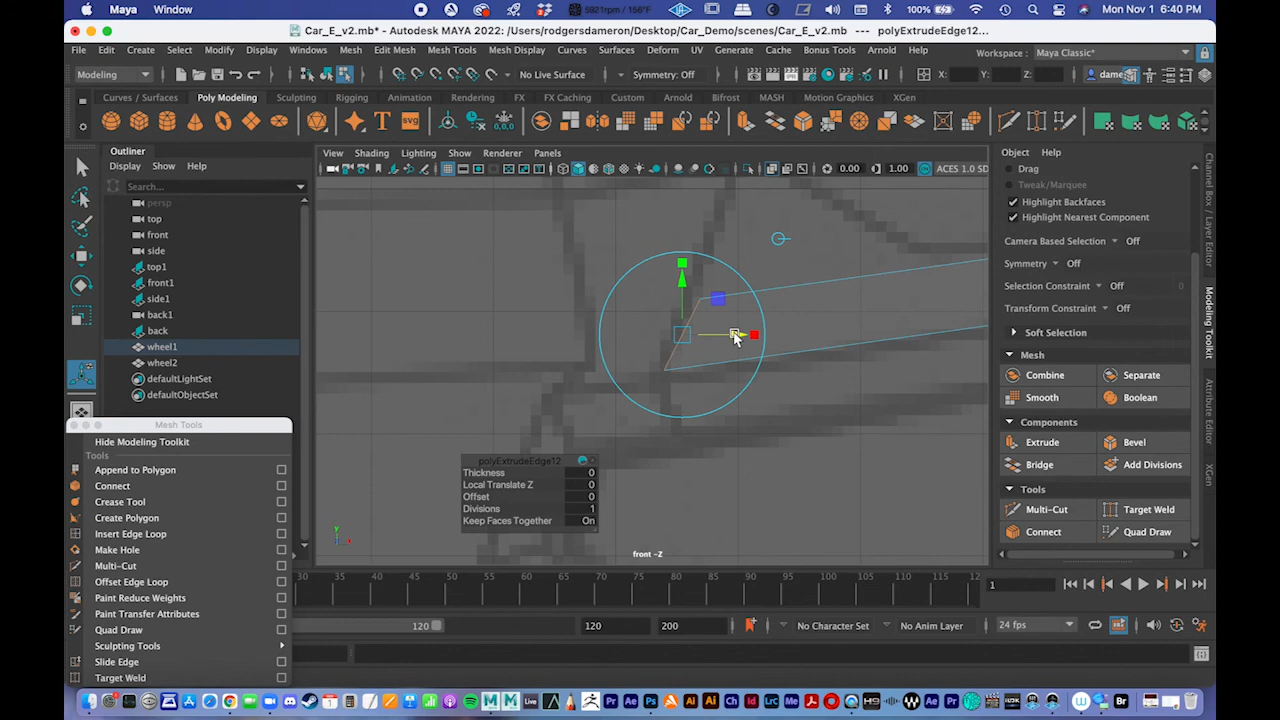 Maya Window 5921rpm / 156°F 100% Mon Nov 1 6:40 PM
Car_E_v2.mb* - Autodesk MAYA 2022: /Users/rodgersdameron/Desktop/Car_Demo/scenes/Car_E_v2.mb --- polyExtrudeEdge12...
File Edit Create Select Modify Display Windows Mesh Edit Mesh Mesh Tools Mesh Display Curves Surfaces Deform UV Generate Cache Bonus Tools Arnold Help Workspace: Maya Classic*
Modeling No Live Surface Symmetry: Off X: Y: Z: dame
Curves / Surfaces Poly Modeling Sculpting Rigging Animation Rendering FX FX Caching Custom Arnold Bifrost MASH Motion Graphics XGen
T svg 0,0,0
Outliner
Display Show Help
Search...
persp
top
front
side
top1
front1
side1
back1
back
wheel1
wheel2
defaultLightSet
defaultObjectSet
Mesh Tools
Hide Modeling Toolkit
Tools
Append to Polygon
Connect
Crease Tool
Create Polygon
Insert Edge Loop
Make Hole
Multi-Cut
Offset Edge Loop
Paint Reduce Weights
Paint Transfer Attributes
Quad Draw
Sculpting Tools
Slide Edge
Target Weld
View Shading Lighting Show Renderer Panels
0.00 1.00 ACES 1.0 SD
polyExtrudeEdge12
Thickness 0
Local Translate Z 0
Offset 0
Divisions 1
Keep Faces Together On
front -Z
Object Help
Drag
Tweak/Marquee
Highlight Backfaces
Highlight Nearest Component
Camera Based Selection Off
Symmetry Off
Selection Constraint Off 0
Transform Constraint Off
Soft Selection
Mesh
Combine Separate
Smooth Boolean
Components
Extrude Bevel
Bridge Add Divisions
Tools
Multi-Cut Target Weld
Connect Quad Draw
Channel Box / Layer Editor
Modeling Toolkit
Attribute Editor
XGen
30 35 40 45 50 55 60 65 70 75 80 85 90 95 100 105 110 115 12
1
120 120 200 No Character Set No Anim Layer 24 fps